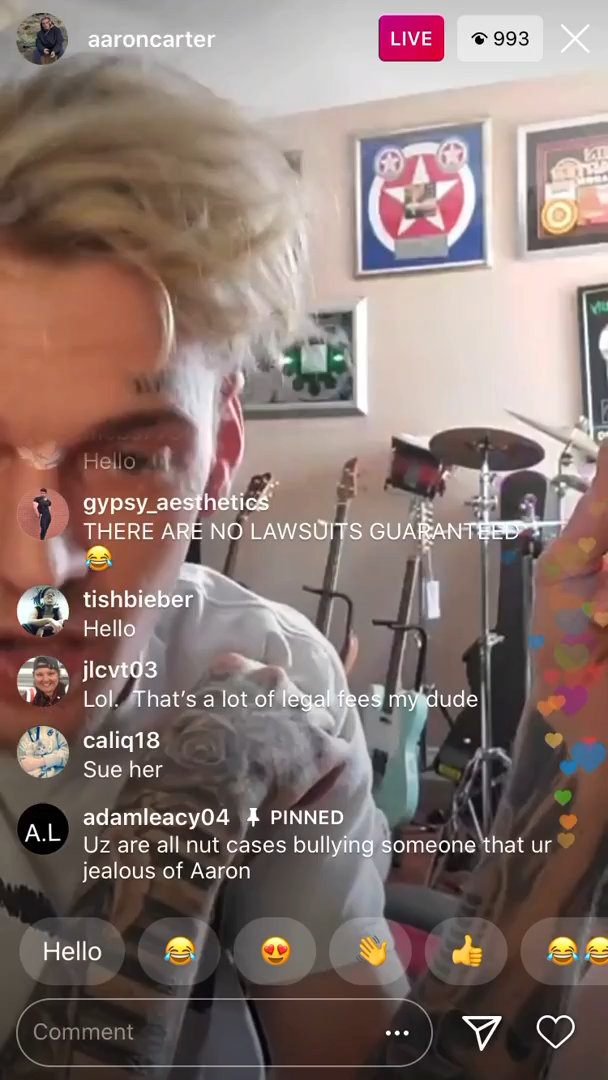 aaroncarter
LIVE
993
Hello
gypsy_aesthetics
THERE ARE NO LAWSUITS GUARANTEED
😂
tishbieber
Hello
jlcvt03
Lol.  That’s a lot of legal fees my dude
caliq18
Sue her
A.L
adamleacy04 PINNED
Uz are all nut cases bullying someone that ur
jealous of Aaron
Hello 😂 😍 👋 👍 😂😂
Comment